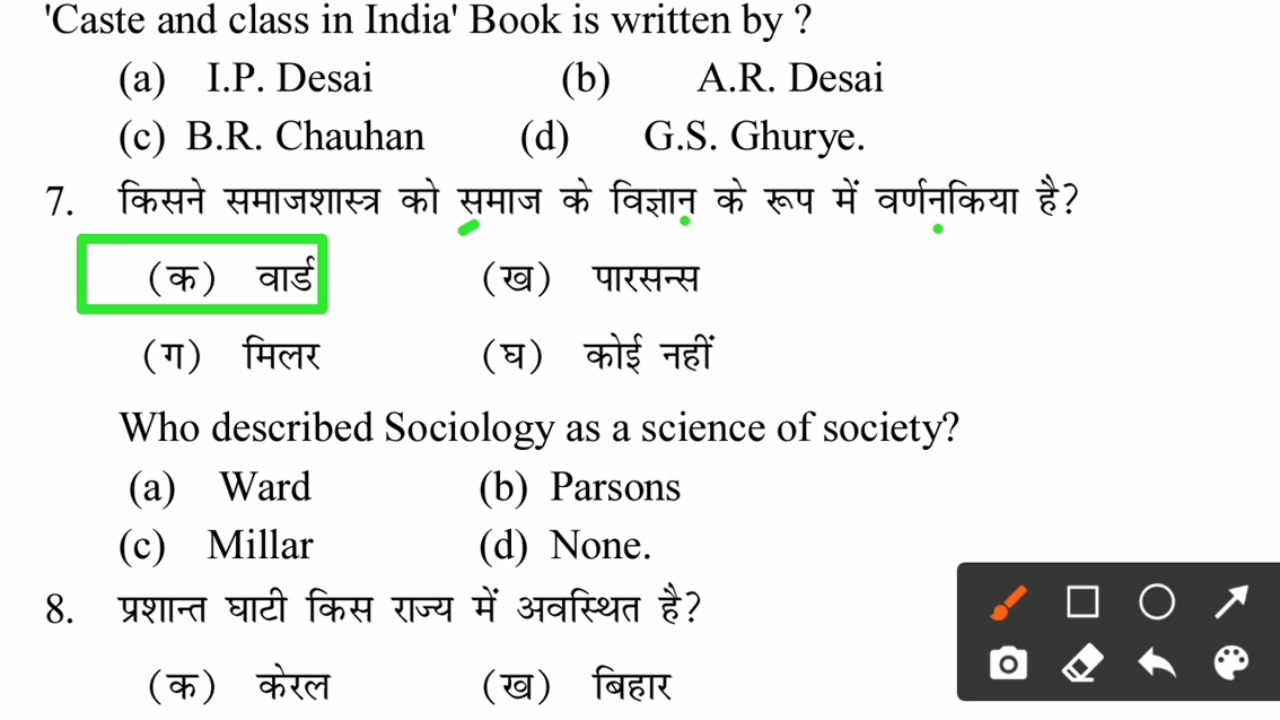 'Caste and class in India' Book is written by ?
(a) I.P. Desai (b) A.R. Desai
(c) B.R. Chauhan (d) G.S. Ghurye.
7. किसने समाजशास्त्र को समाज के विज्ञान के रूप में वर्णनकिया है?
(क) वार्ड (ख) पारसन्स
(ग) मिलर (घ) कोई नहीं
Who described Sociology as a science of society?
(a) Ward (b) Parsons
(c) Millar (d) None.
8. प्रशान्त घाटी किस राज्य में अवस्थित है?
(क) केरल (ख) बिहार